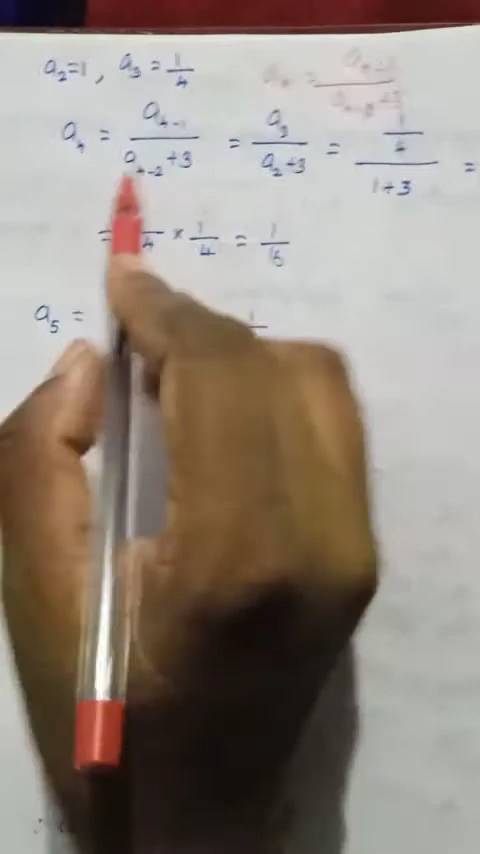 a₂=1, a₃ = 1/4
a₄ = a₄₋₁ / a₄₋₂ +3 = a₃ / a₂+3 = 1/4 / 1+3 =
= /4 × 1/4 = 1/16
a₅ =